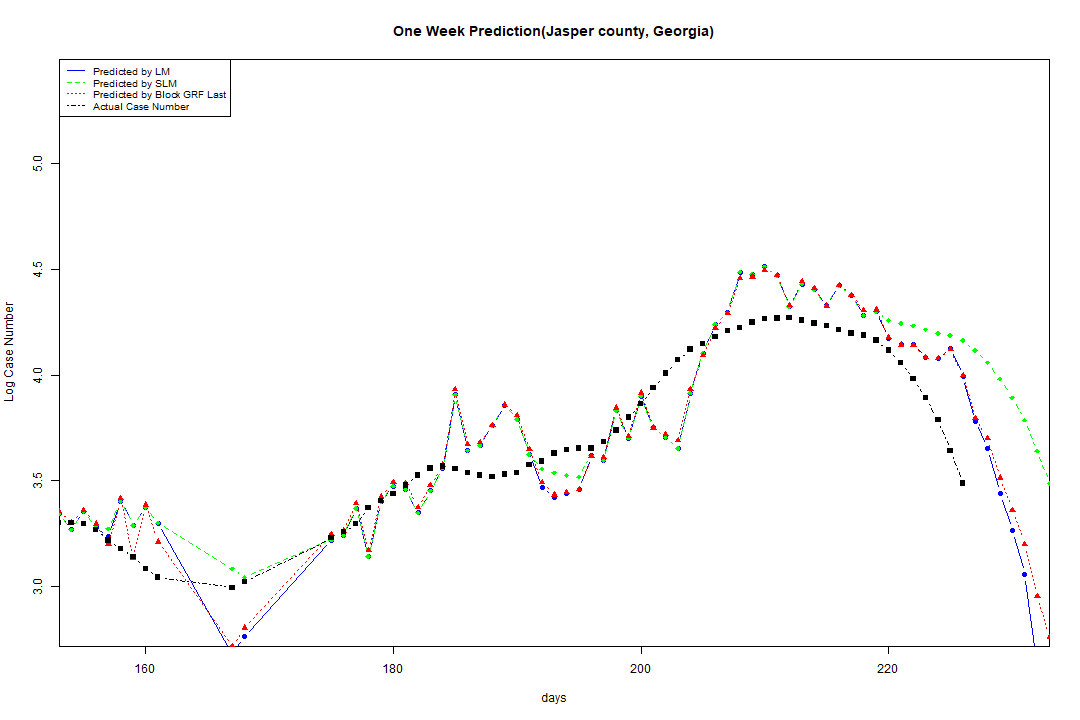 One Week Prediction(Jasper county, Georgia)
Predicted by LM
Predicted by SLM
Predicted by Block GRF Last
Actual Case Number
5.0
4.5
4.0
3.5
3.0
Log Case Number
160 180 200 220
days